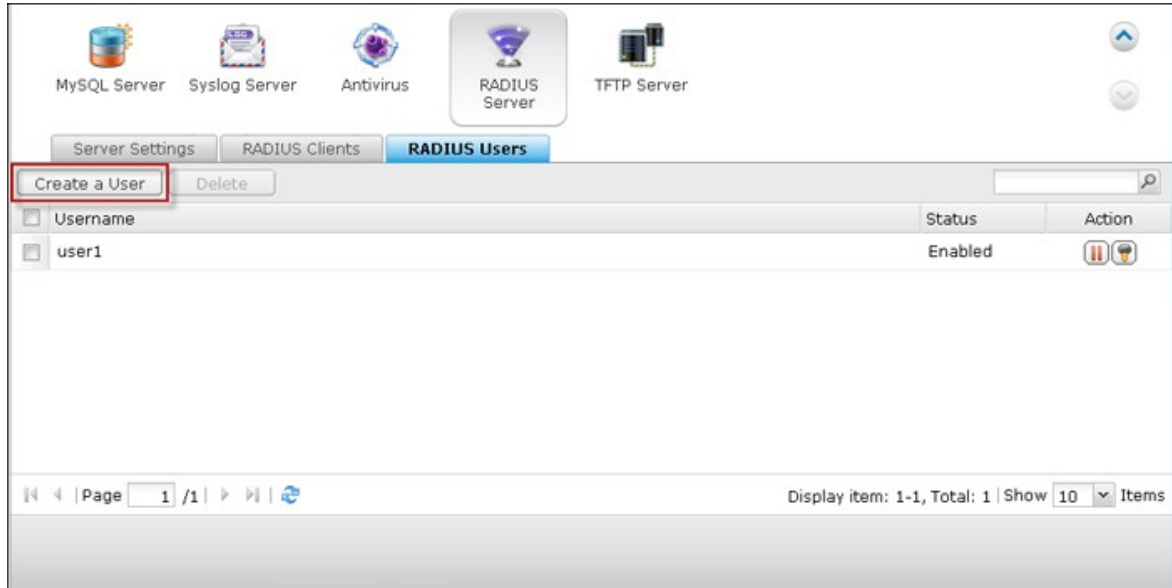 LOG
MySQL Server
Syslog Server
Antivirus
RADIUS
Server
TFTP Server
Server Settings
RADIUS Clients
RADIUS Users
Create a User
Delete
Username
Status
Action
user1
Enabled
Page 1 /1
Display item: 1-1, Total: 1 | Show 10 Items